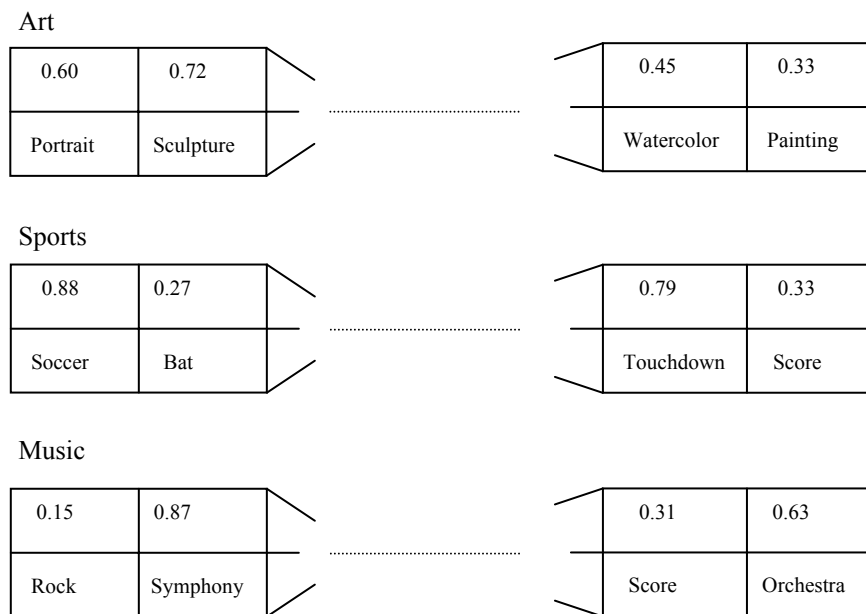 Art
0.60 0.72 0.45 0.33
Portrait Sculpture Watercolor Painting
Sports
0.88 0.27 0.79 0.33
Soccer Bat Touchdown Score
Music
0.15 0.87 0.31 0.63
Rock Symphony Score Orchestra